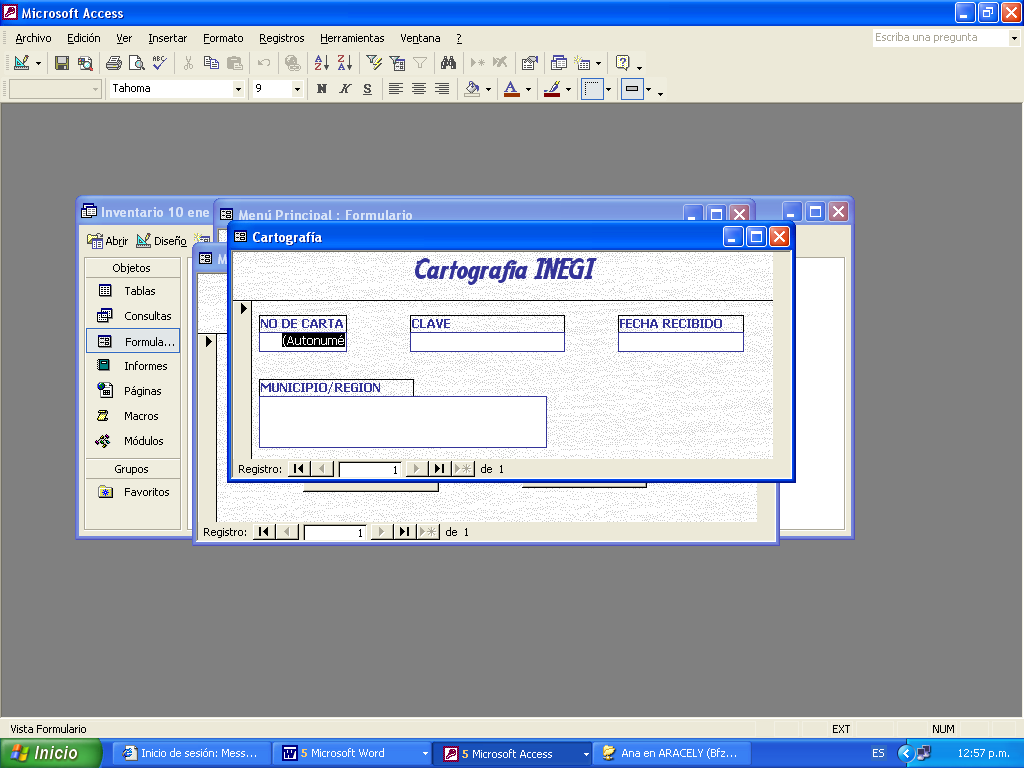 Microsoft Access
Archivo Edición Ver Insertar Formato Registros Herramientas Ventana ?
Escriba una pregunta
Tahoma 9 N K S
Inventario 10 ene
Menú Principal : Formulario
Abrir Diseño
Cartografía
Objetos
Tablas
Consultas
Formula...
Informes
Páginas
Macros
Módulos
Grupos
Favoritos
M
Cartografía INEGI
NO DE CARTA CLAVE FECHA RECIBIDO
(Autonumé
MUNICIPIO/REGION
Registro: 1 de 1
Registro: 1 de 1
Vista Formulario EXT NUM
Inicio Inicio de sesión: Mess... 5 Microsoft Word 5 Microsoft Access Ana en ARACELY (Bfz... ES 12:57 p.m.